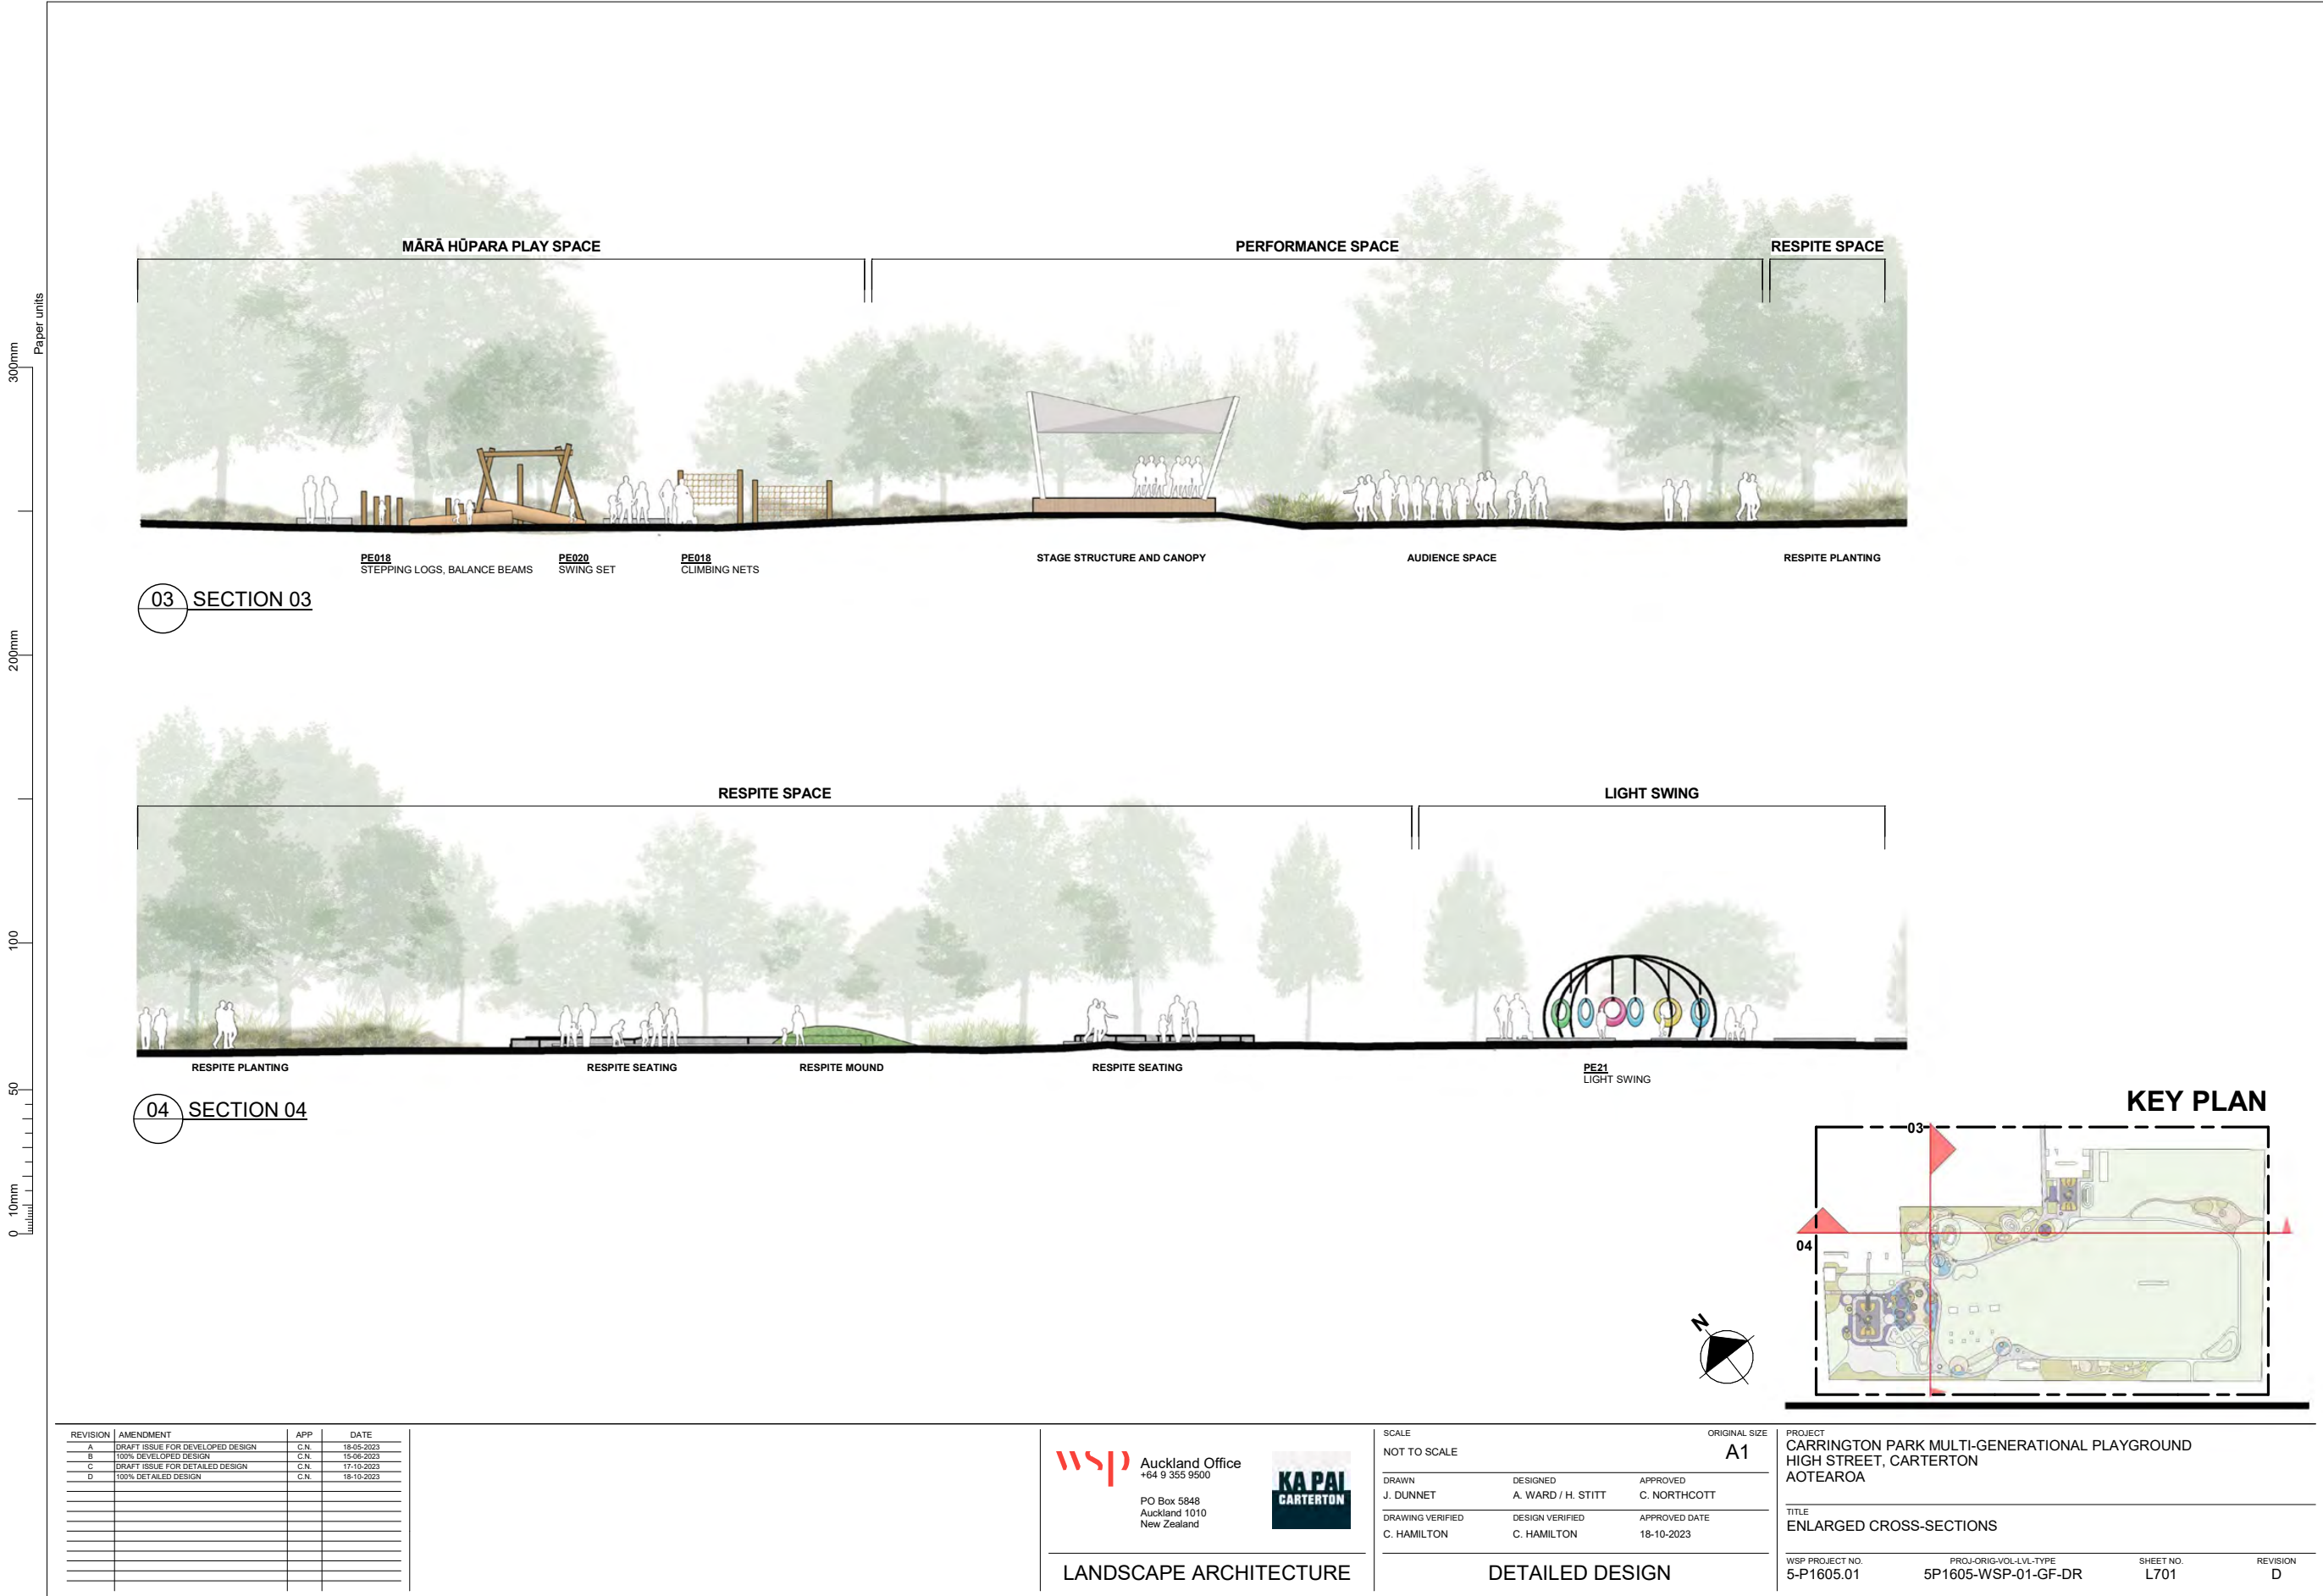 Paper units
300mm
200mm
100
50
10mm
0
MĀRĀ HŪPARA PLAY SPACE
PERFORMANCE SPACE
RESPITE SPACE
PE018
STEPPING LOGS, BALANCE BEAMS
PE020
SWING SET
PE018
CLIMBING NETS
STAGE STRUCTURE AND CANOPY
AUDIENCE SPACE
RESPITE PLANTING
03 SECTION 03
RESPITE SPACE
LIGHT SWING
RESPITE PLANTING
RESPITE SEATING
RESPITE MOUND
RESPITE SEATING
PE21
LIGHT SWING
04 SECTION 04
KEY PLAN
03
04
N
REVISION AMENDMENT APP DATE
A DRAFT ISSUE FOR DEVELOPED DESIGN C.N. 18-05-2023
B 100% DEVELOPED DESIGN C.N. 15-06-2023
C DRAFT ISSUE FOR DETAILED DESIGN C.N. 17-10-2023
D 100% DETAILED DESIGN C.N. 18-10-2023
wsp
Auckland Office
+64 9 355 9500
PO Box 5848
Auckland 1010
New Zealand
KA PAI
CARTERTON
LANDSCAPE ARCHITECTURE
SCALE
NOT TO SCALE
ORIGINAL SIZE
A1
DRAWN DESIGNED APPROVED
J. DUNNET A. WARD / H. STITT C. NORTHCOTT
DRAWING VERIFIED DESIGN VERIFIED APPROVED DATE
C. HAMILTON C. HAMILTON 18-10-2023
DETAILED DESIGN
PROJECT
CARRINGTON PARK MULTI-GENERATIONAL PLAYGROUND
HIGH STREET, CARTERTON
AOTEAROA
TITLE
ENLARGED CROSS-SECTIONS
WSP PROJECT NO. PROJ-ORIG-VOL-LVL-TYPE SHEET NO. REVISION
5-P1605.01 5P1605-WSP-01-GF-DR L701 D